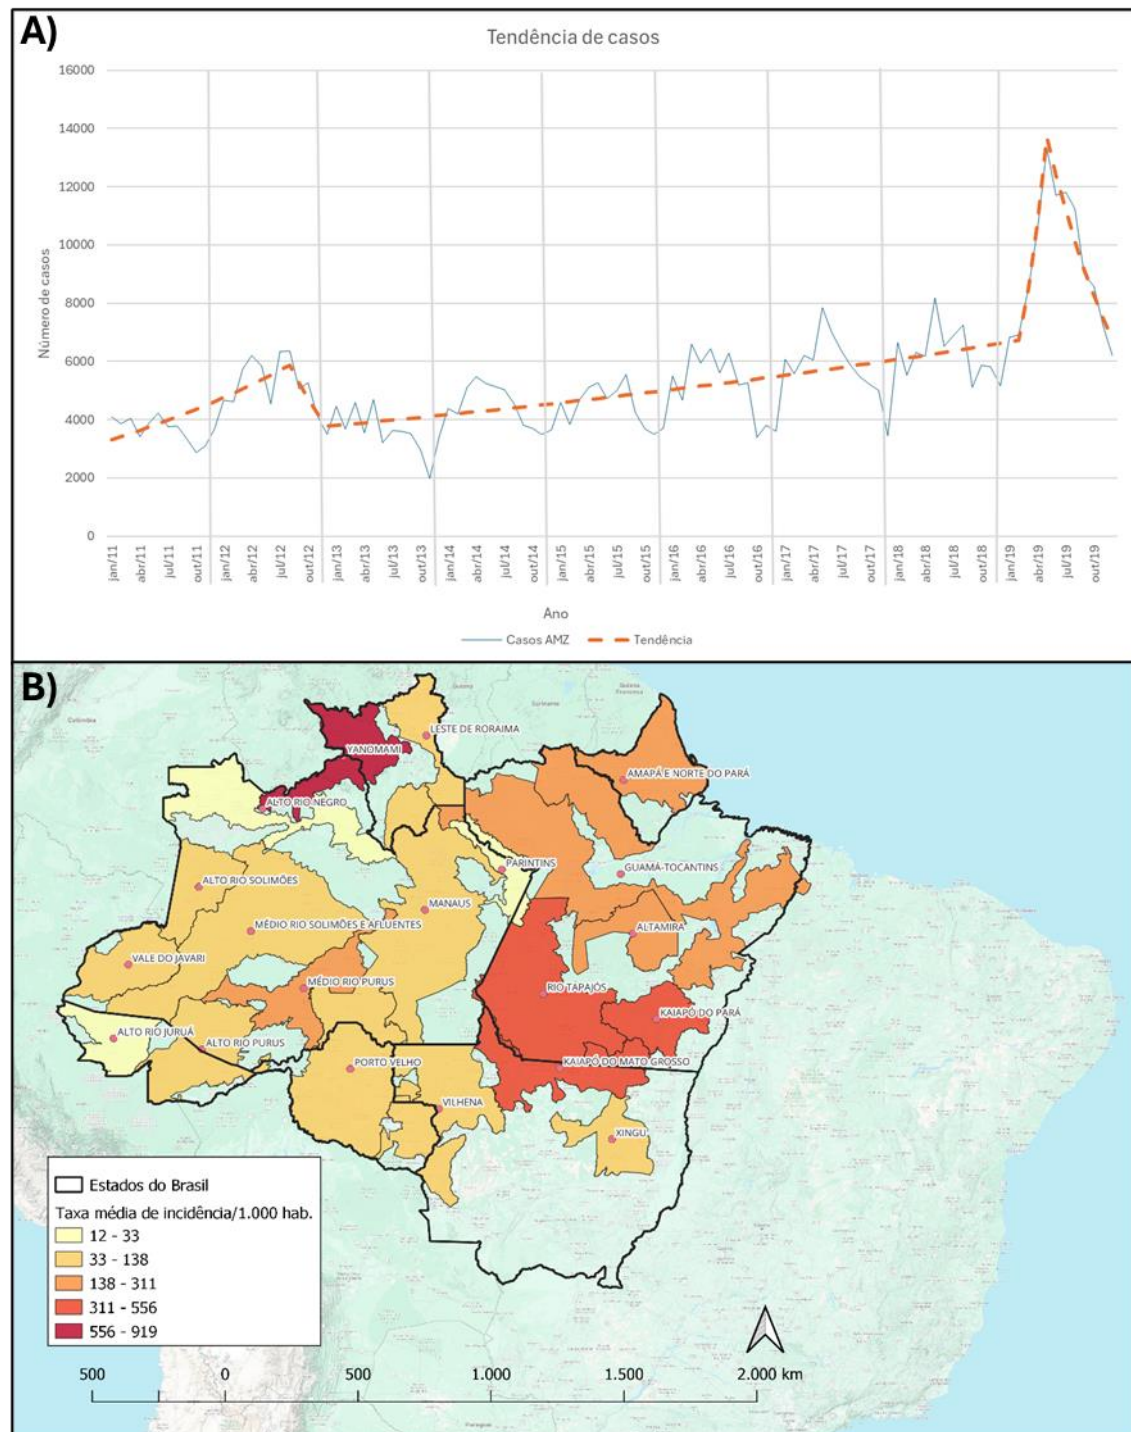 A)
Tendência de casos
16000
14000
12000
10000
8000
6000
4000
2000
0
Número de casos
jan/11
abr/11
jul/11
out/11
jan/12
abr/12
jul/12
out/12
jan/13
abr/13
jul/13
out/13
jan/14
abr/14
jul/14
out/14
jan/15
abr/15
jul/15
out/15
jan/16
abr/16
jul/16
out/16
jan/17
abr/17
jul/17
out/17
jan/18
abr/18
jul/18
out/18
jan/19
abr/19
jul/19
out/19
Ano
Casos AMZ
Tendência
B)
Colômbia
Suriname
LESTE DE RORAIMA
YANOMAMI
AMAPÁ E NORTE DO PARÁ
ALTO RIO NEGRO
PARINTINS
GUAMÁ-TOCANTINS
ALTO RIO SOLIMÕES
MANAUS
MÉDIO RIO SOLIMÕES E AFLUENTES
ALTAMIRA
VALE DO JAVARI
MÉDIO RIO PURUS
RIO TAPAJÓS
KAIAPÓ DO PARÁ
ALTO RIO JURUÁ
ALTO RIO PURUS
PORTO VELHO
KAIAPÓ DO MATO GROSSO
VILHENA
XINGU
Estados do Brasil
Taxa média de incidência/1.000 hab.
12 - 33
33 - 138
138 - 311
311 - 556
556 - 919
500
0
500
1.000
1.500
2.000 km